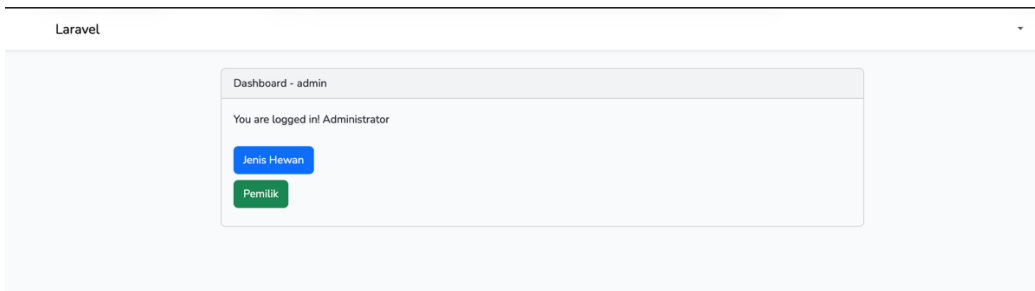 Laravel
Dashboard - admin
You are logged in! Administrator
Jenis Hewan
Pemilik